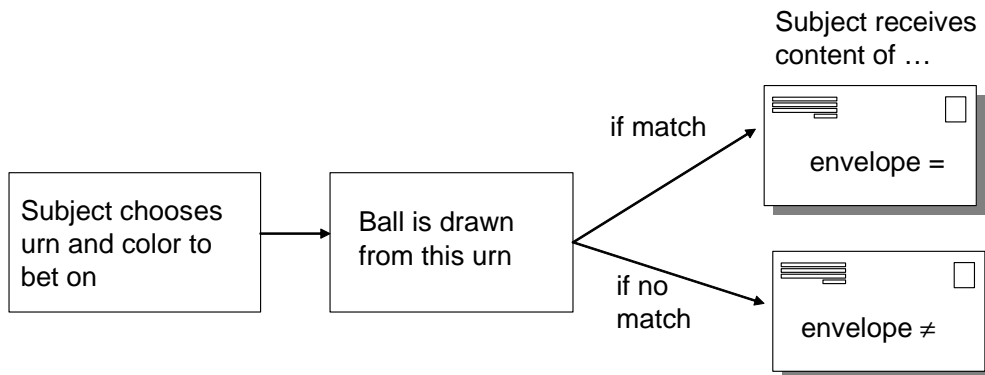 Subject receives
content of …
if match
envelope =
Subject chooses
urn and color to
bet on
Ball is drawn
from this urn
if no
match
envelope ≠